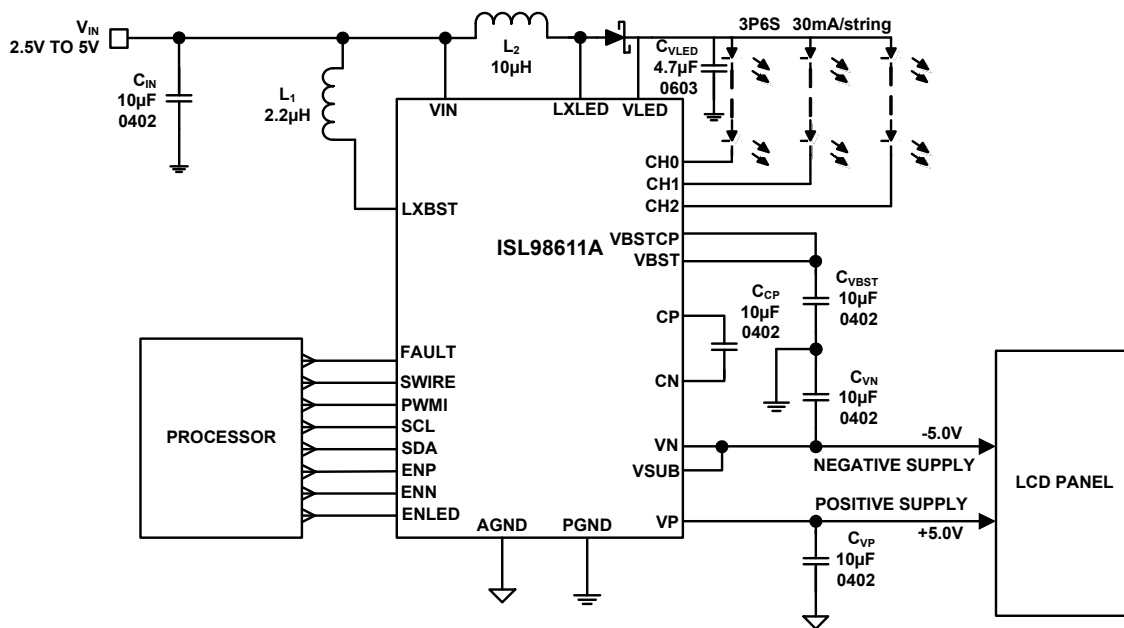 VIN
2.5V TO 5V
CIN
10µF
0402
L1
2.2µH
L2
10µH
CVLED
4.7µF
0603
3P6S 30mA/string
VIN
LXLED
VLED
LXBST
ISL98611A
CH0
CH1
CH2
VBSTCP
VBST
CP
CN
CCP
10µF
0402
CVBST
10µF
0402
CVN
10µF
0402
PROCESSOR
FAULT
SWIRE
PWMI
SCL
SDA
ENP
ENN
ENLED
AGND
PGND
VN
VSUB
VP
-5.0V
NEGATIVE SUPPLY
POSITIVE SUPPLY
+5.0V
CVP
10µF
0402
LCD PANEL